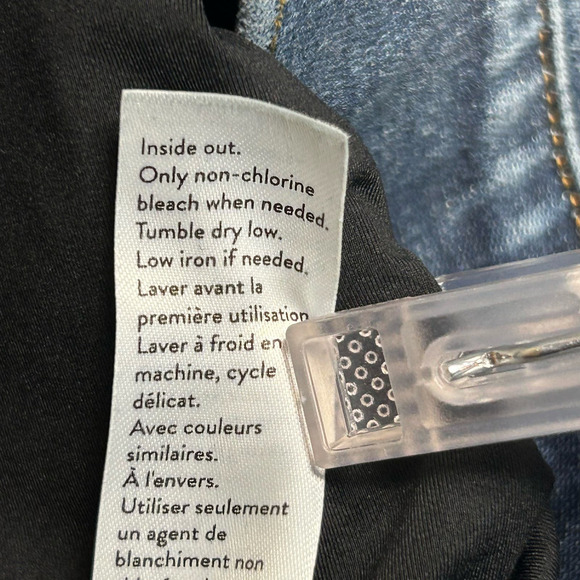 Inside out.
Only non-chlorine
bleach when needed.
Tumble dry low.
Low iron if needed.
Laver avant la
première utilisation
Laver à froid en
machine, cycle
délicat.
Avec couleurs
similaires.
À l'envers.
Utiliser seulement
un agent de
blanchiment non